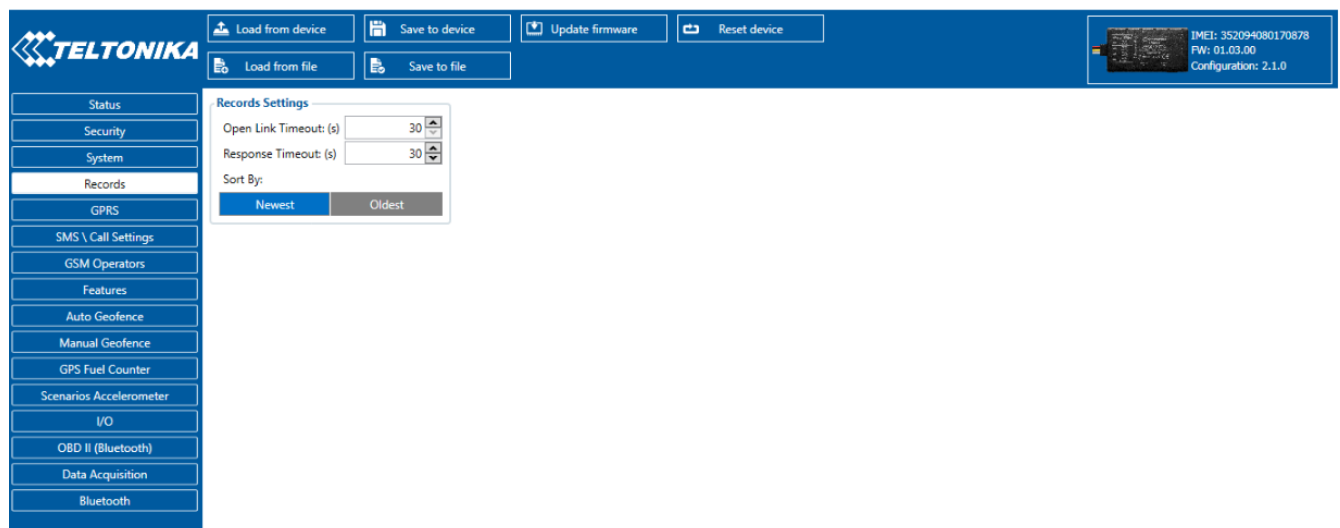 TELTONIKA
Load from device
Save to device
Update firmware
Reset device
Load from file
Save to file
IMEI: 352094080170878
FW: 01.03.00
Configuration: 2.1.0
Status
Security
System
Records
GPRS
SMS \ Call Settings
GSM Operators
Features
Auto Geofence
Manual Geofence
GPS Fuel Counter
Scenarios Accelerometer
I/O
OBD II (Bluetooth)
Data Acquisition
Bluetooth
Records Settings
Open Link Timeout: (s) 30
Response Timeout: (s) 30
Sort By:
Newest Oldest